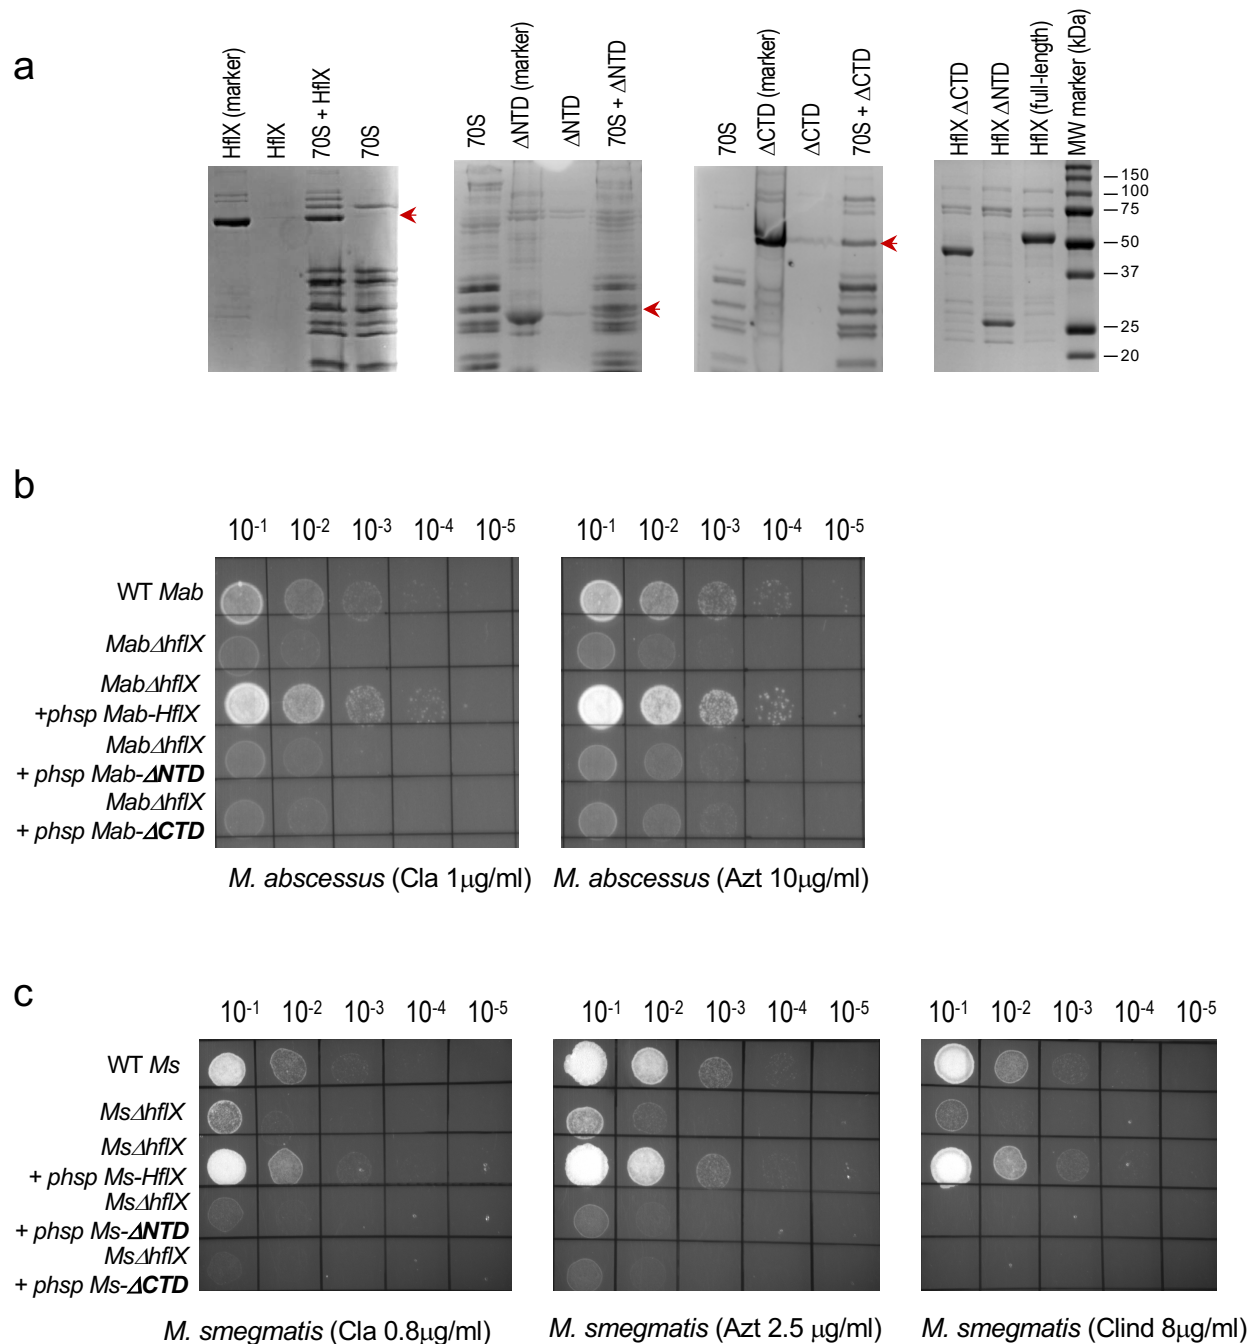 a
HflX (marker)
HflX
70S + HflX
70S
70S
ΔNTD (marker)
ΔNTD
70S + ΔNTD
70S
ΔCTD (marker)
ΔCTD
70S + ΔCTD
HflX ΔCTD
HflX ΔNTD
HflX (full-length)
MW marker (kDa)
150
100
75
50
37
25
20
b
10⁻¹ 10⁻² 10⁻³ 10⁻⁴ 10⁻⁵
10⁻¹ 10⁻² 10⁻³ 10⁻⁴ 10⁻⁵
WT Mab
MabΔhflX
MabΔhflX
+phsp Mab-HflX
MabΔhflX
+ phsp Mab-ΔNTD
MabΔhflX
+ phsp Mab-ΔCTD
M. abscessus (Cla 1μg/ml)
M. abscessus (Azt 10μg/ml)
c
10⁻¹ 10⁻² 10⁻³ 10⁻⁴ 10⁻⁵
10⁻¹ 10⁻² 10⁻³ 10⁻⁴ 10⁻⁵
10⁻¹ 10⁻² 10⁻³ 10⁻⁴ 10⁻⁵
WT Ms
MsΔhflX
MsΔhflX
+ phsp Ms-HflX
MsΔhflX
+ phsp Ms-ΔNTD
MsΔhflX
+ phsp Ms-ΔCTD
M. smegmatis (Cla 0.8μg/ml)
M. smegmatis (Azt 2.5 μg/ml)
M. smegmatis (Clind 8μg/ml)